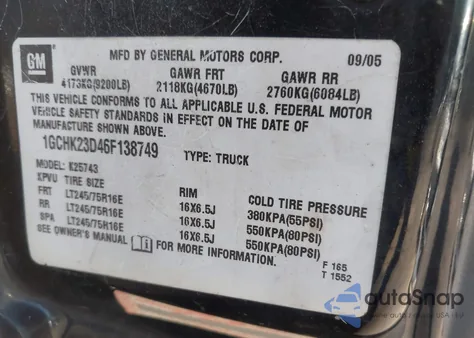 GM
MFD BY GENERAL MOTORS CORP. 09/05
GVWR GAWR FRT GAWR RR
4173KG(9200LB) 2118KG(4670LB) 2760KG(6084LB)
THIS VEHICLE CONFORMS TO ALL APPLICABLE U.S. FEDERAL MOTOR
VEHICLE SAFETY STANDARDS IN EFFECT ON THE DATE OF
MANUFACTURE SHOWN ABOVE.
1GCHK23D46F138749 TYPE: TRUCK
MODEL: K25743
XPVU TIRE SIZE RIM COLD TIRE PRESSURE
FRT LT245/75R16E 16X6.5J 380KPA(55PSI)
RR LT245/75R16E 16X6.5J 550KPA(80PSI)
SPA LT245/75R16E 16X6.5J 550KPA(80PSI)
SEE OWNER'S MANUAL FOR MORE INFORMATION.
F 165
T 1552
autoSnap